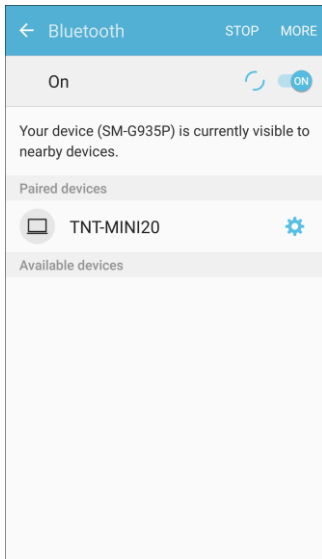 Bluetooth STOP MORE
On ON
Your device (SM-G935P) is currently visible to
nearby devices.
Paired devices
TNT-MINI20
Available devices